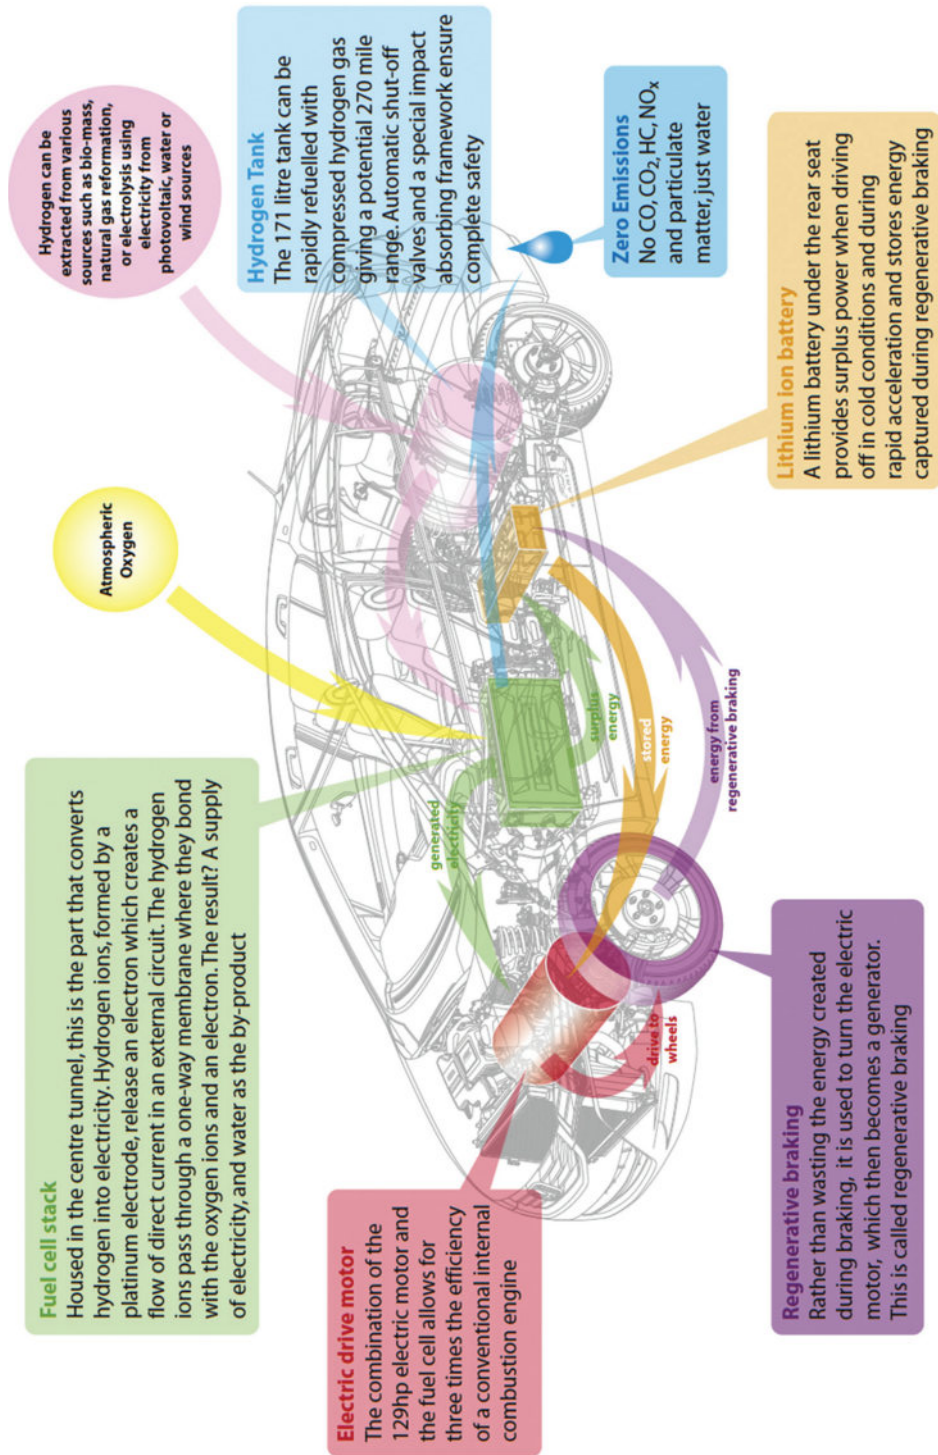 Fuel cell stack
Housed in the centre tunnel, this is the part that converts
hydrogen into electricity. Hydrogen ions, formed by a
platinum electrode, release an electron which creates a
flow of direct current in an external circuit. The hydrogen
ions pass through a one-way membrane where they bond
with the oxygen ions and an electron. The result? A supply
of electricity, and water as the by-product
Atmospheric
Oxygen
Hydrogen can be
extracted from various
sources such as bio-mass,
natural gas reformation,
or electrolysis using
electricity from
photovoltaic, water or
wind sources
Hydrogen Tank
The 171 litre tank can be
rapidly refuelled with
compressed hydrogen gas
giving a potential 270 mile
range. Automatic shut-off
valves and a special impact
absorbing framework ensure
complete safety
Electric drive motor
The combination of the
129hp electric motor and
the fuel cell allows for
three times the efficiency
of a conventional internal
combustion engine
generated
electricity
surplus
energy
stored
energy
drive to
wheels
energy from
regenerative braking
Zero Emissions
No CO, CO₂, HC, NOₓ
and particulate
matter, just water
Regenerative braking
Rather than wasting the energy created
during braking, it is used to turn the electric
motor, which then becomes a generator.
This is called regenerative braking
Lithium ion battery
A lithium battery under the rear seat
provides surplus power when driving
off in cold conditions and during
rapid acceleration and stores energy
captured during regenerative braking